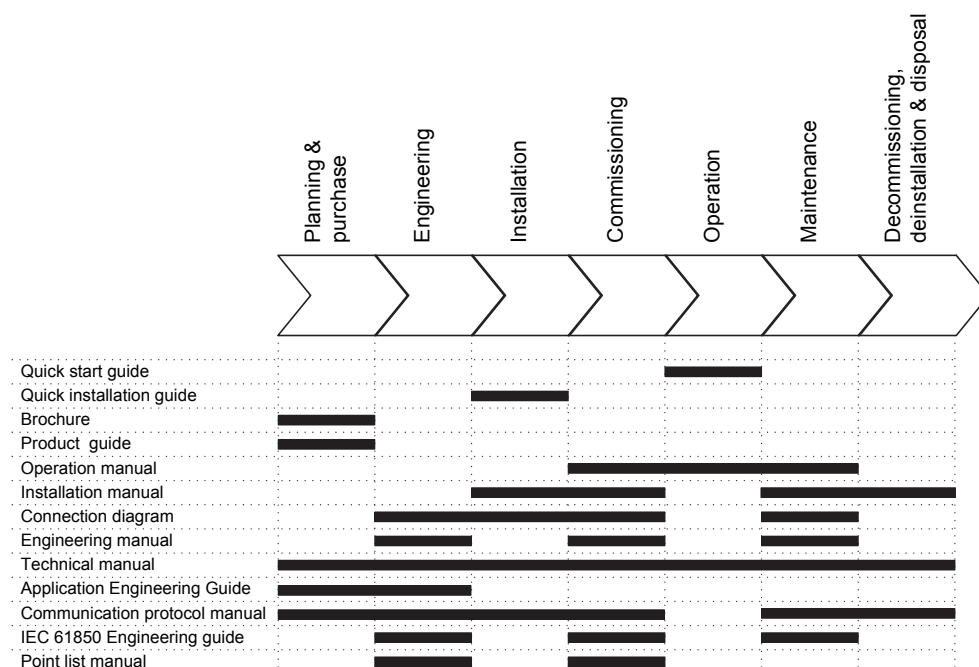 Planning &
purchase
Engineering
Installation
Commissioning
Operation
Maintenance
Decommissioning,
deinstallation & disposal
Quick start guide
Quick installation guide
Brochure
Product guide
Operation manual
Installation manual
Connection diagram
Engineering manual
Technical manual
Application Engineering Guide
Communication protocol manual
IEC 61850 Engineering guide
Point list manual